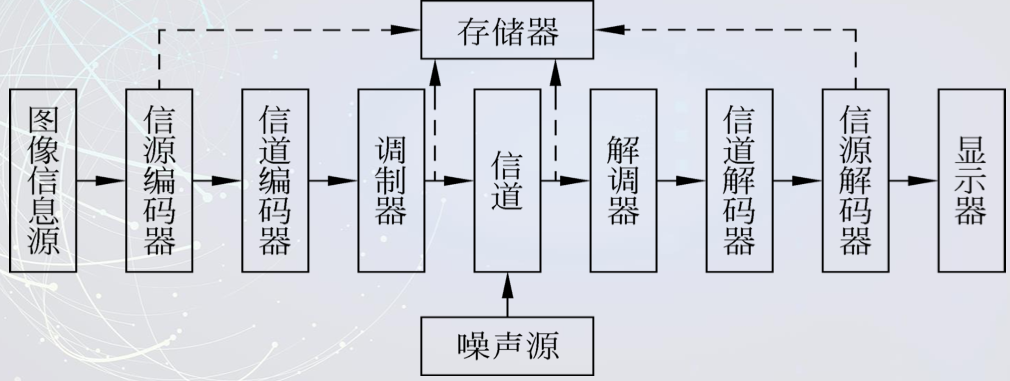 存储器
图像信息源
信源编码器
信道编码器
调制器
信道
解调器
信道解码器
信源解码器
显示器
噪声源